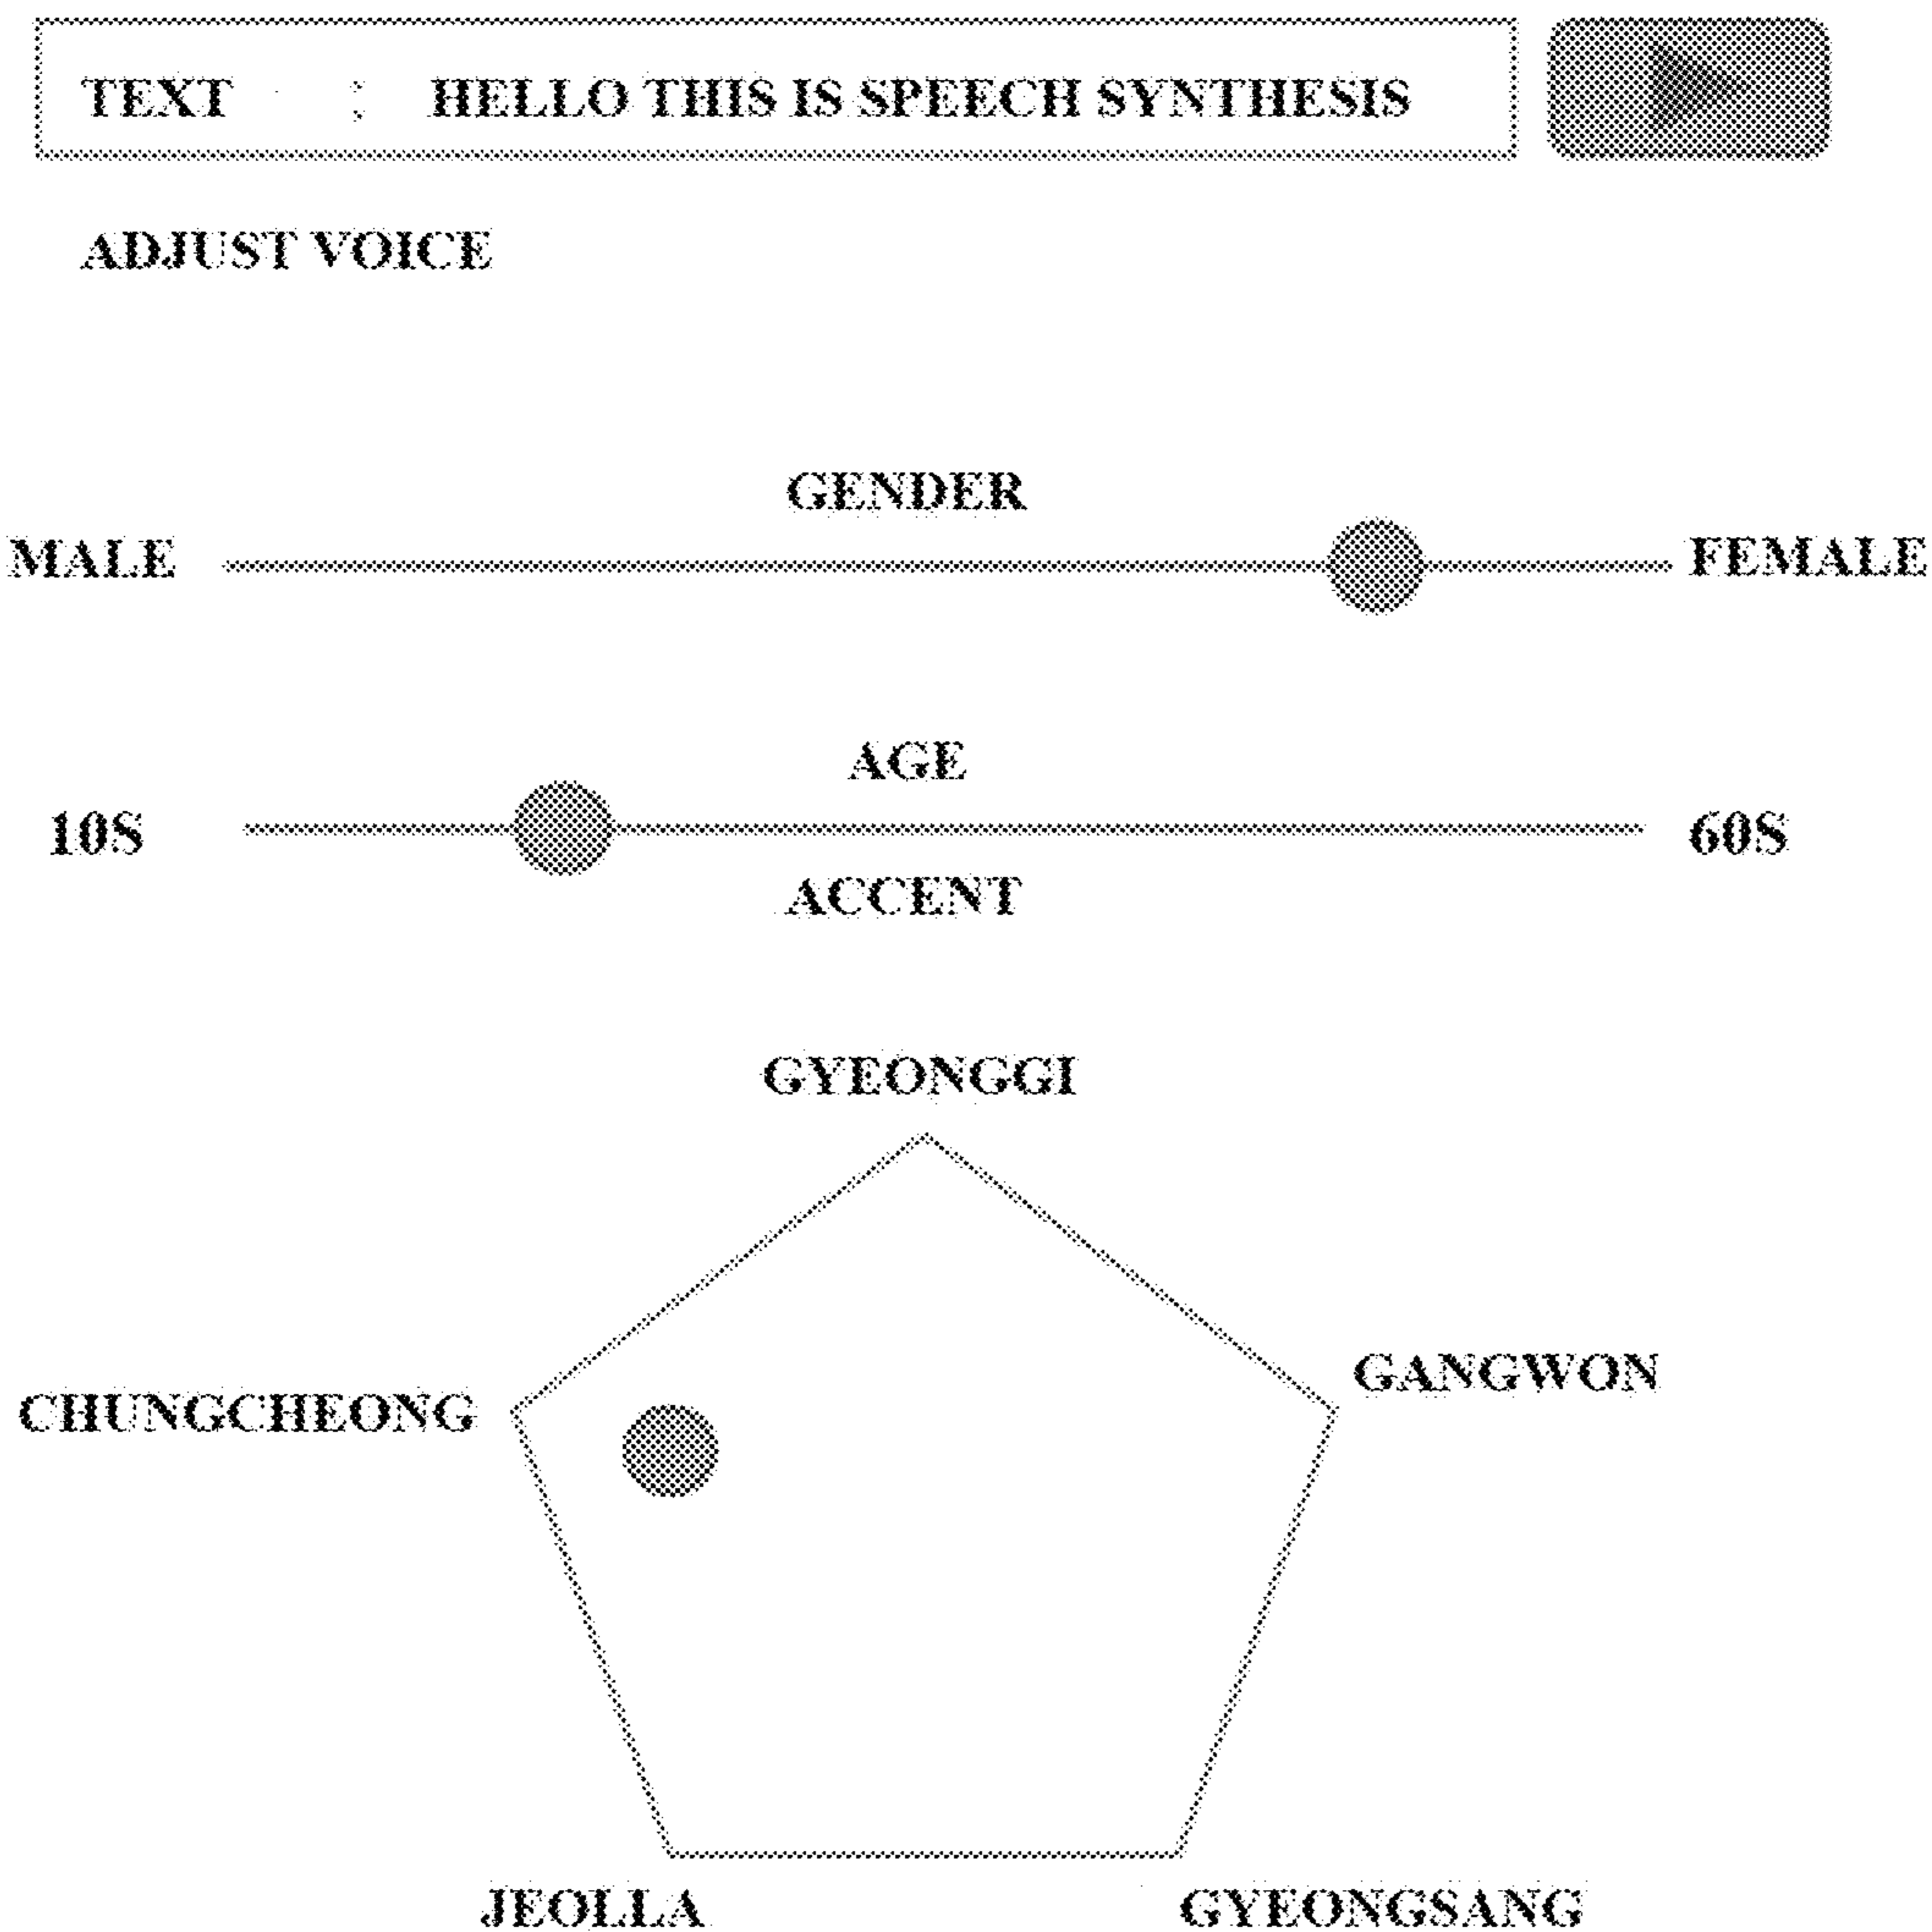 TEXT : HELLO THIS IS SPEECH SYNTHESIS
ADJUST VOICE
GENDER
MALE FEMALE
AGE
10S 60S
ACCENT
GYEONGGI
GANGWON
CHUNGCHEONG
JEOLLA GYEONGSANG